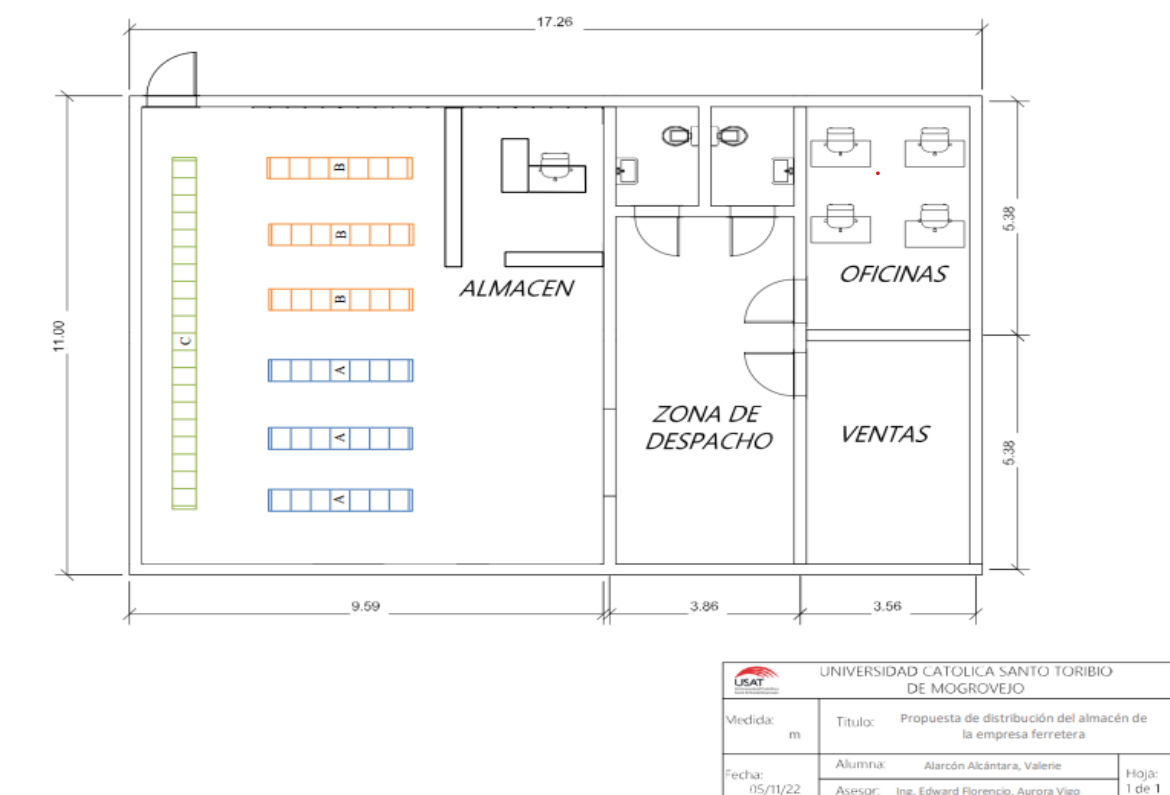 17.26
11.00
5.38
5.38
B
B
B
C
A
A
A
ALMACEN
OFICINAS
ZONA DE
DESPACHO
VENTAS
9.59
3.86
3.56
USAT
UNIVERSIDAD CATOLICA SANTO TORIBIO
DE MOGROVEJO
Medida:
m
Titulo:
Propuesta de distribución del almacén de
la empresa ferretera
Fecha:
05/11/22
Alumna:
Alarcón Alcántara, Valerie
Asesor:
Ing. Edward Florencio, Aurora Vigo
Hoja:
1 de 1